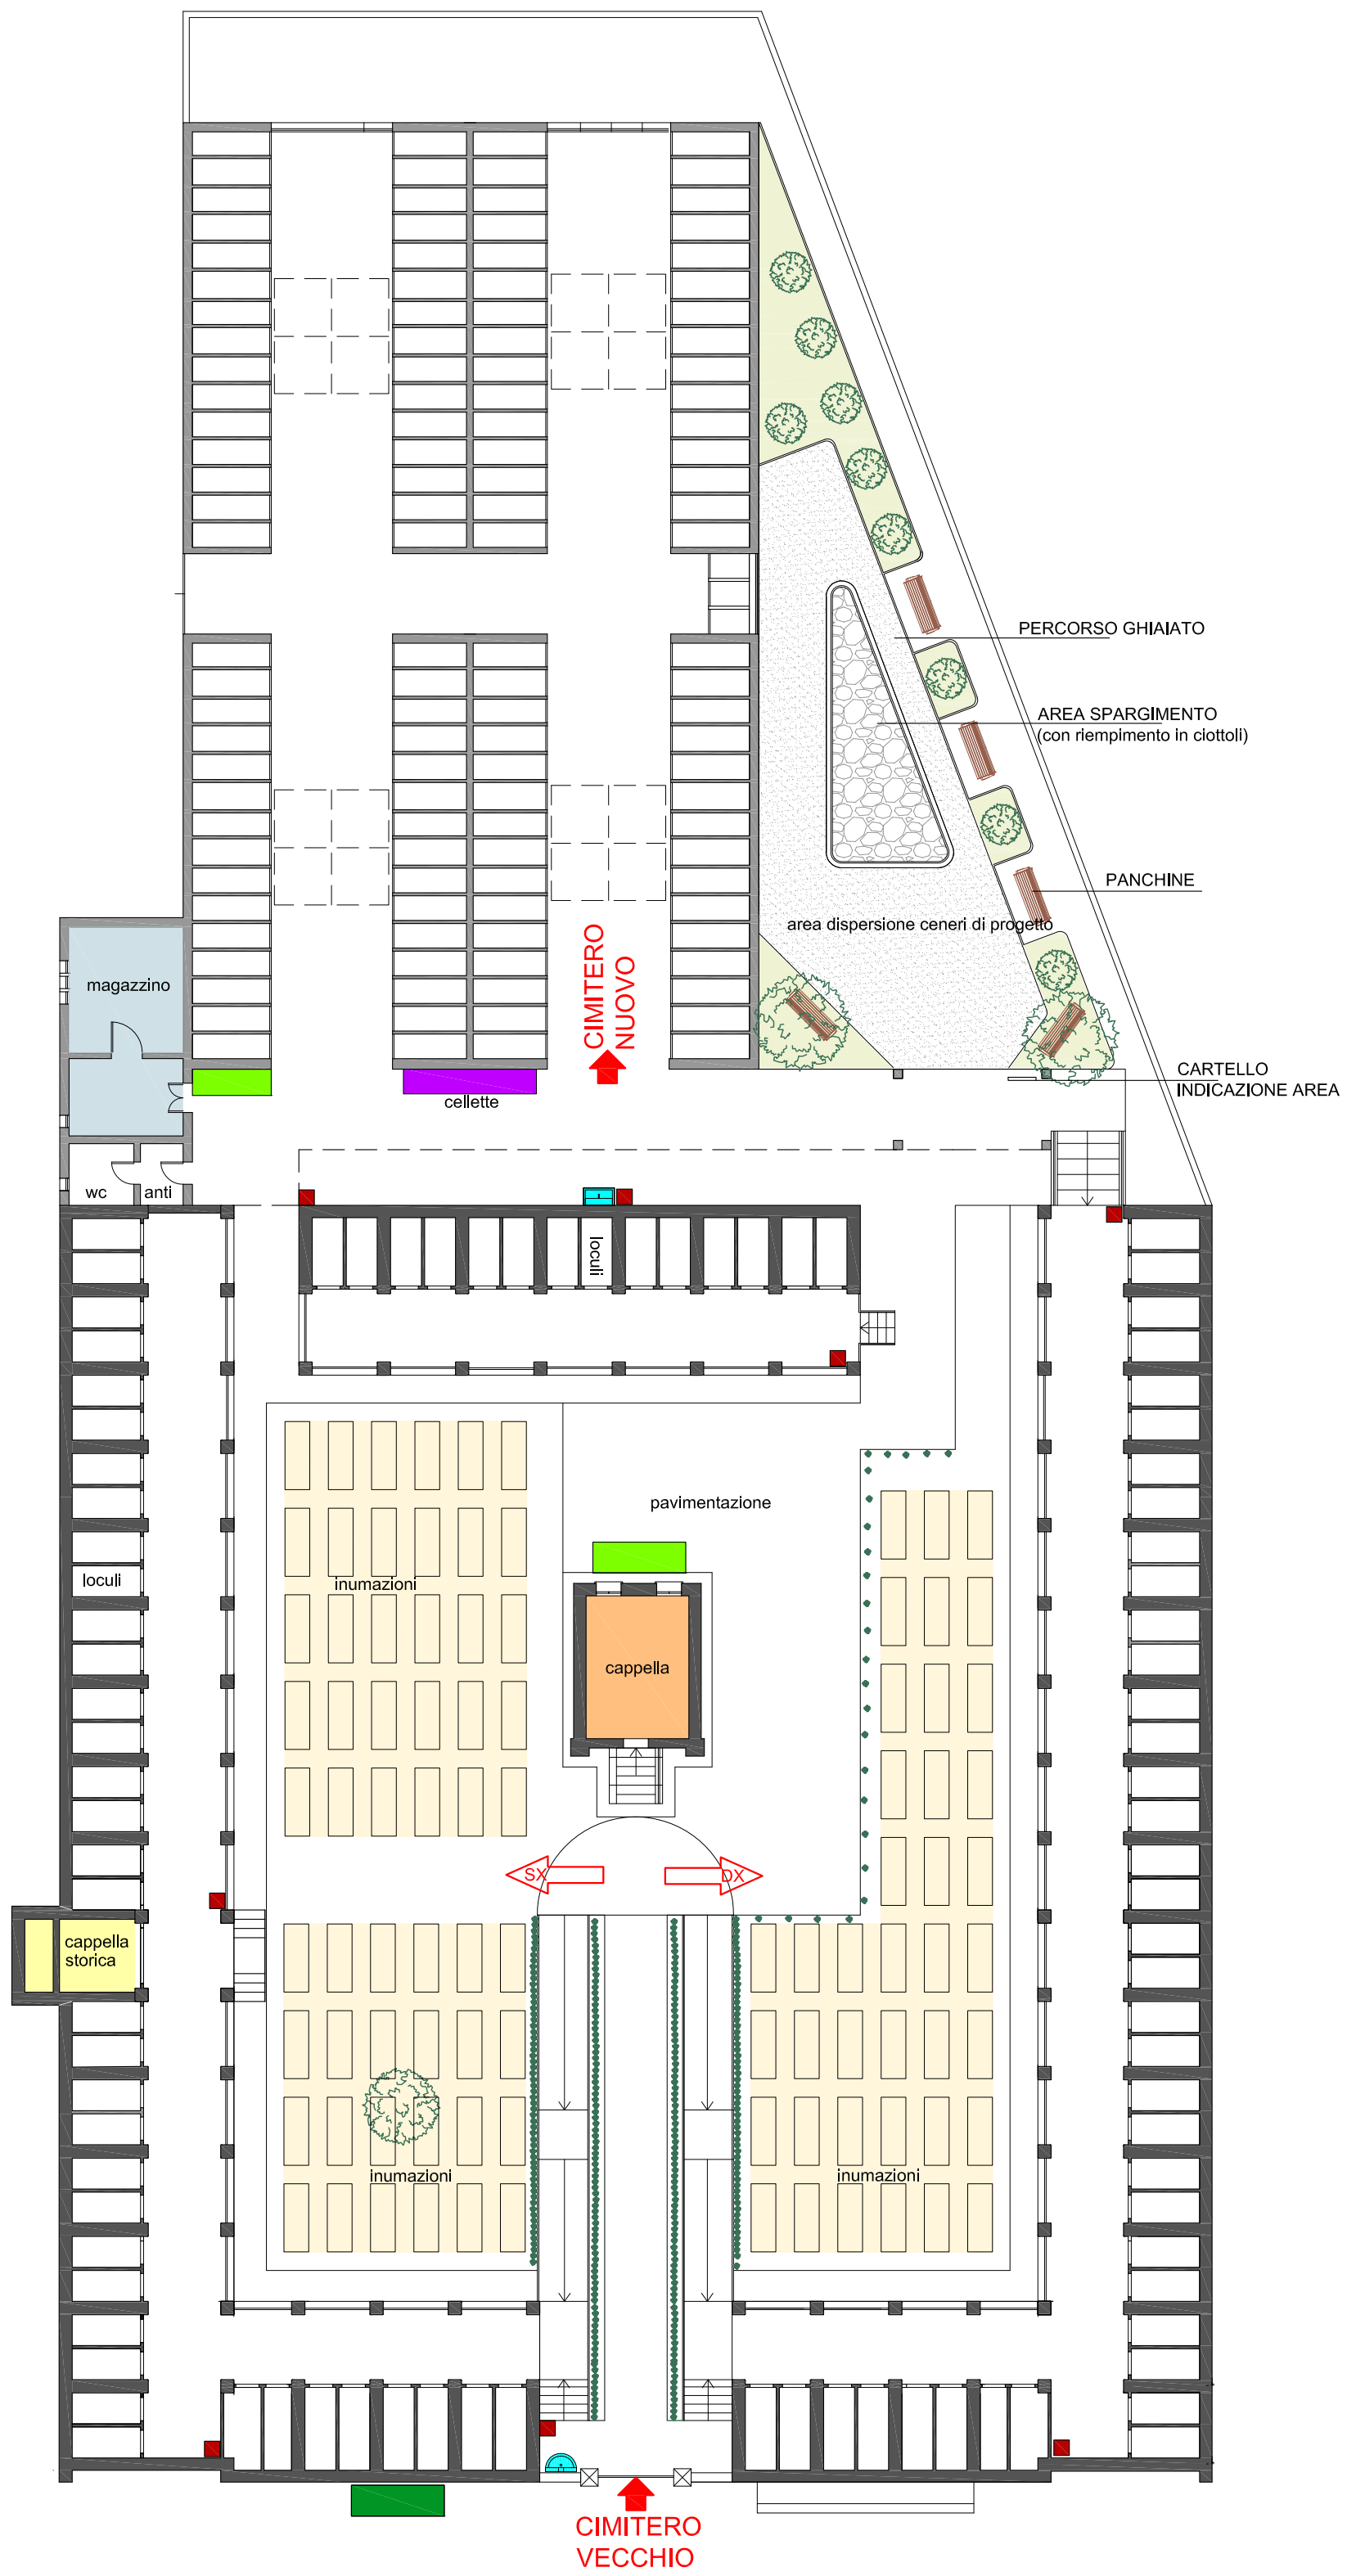 PERCORSO GHIAIATO
AREA SPARGIMENTO
(con riempimento in ciottoli)
PANCHINE
area dispersione ceneri di progetto
CIMITERO
NUOVO
magazzino
CARTELLO
INDICAZIONE AREA
cellette
wc
anti
loculi
pavimentazione
loculi
inumazioni
cappella
SX
DX
cappella
storica
inumazioni
inumazioni
CIMITERO
VECCHIO